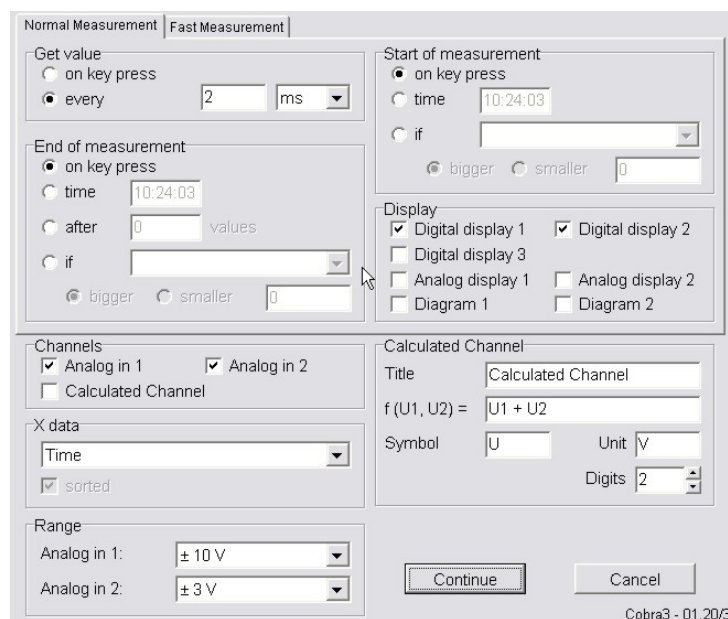 Normal Measurement Fast Measurement
Get value
on key press
every 2 ms
End of measurement
on key press
time 10:24:03
after 0 values
if
bigger smaller 0
Start of measurement
on key press
time 10:24:03
if
bigger smaller 0
Display
Digital display 1 Digital display 2
Digital display 3
Analog display 1 Analog display 2
Diagram 1 Diagram 2
Channels
Analog in 1 Analog in 2
Calculated Channel
X data
Time
sorted
Range
Analog in 1: ± 10 V
Analog in 2: ± 3 V
Calculated Channel
Title Calculated Channel
f (U1, U2) = U1 + U2
Symbol U Unit V
Digits 2
Continue Cancel
Cobra3 - 01.20/3